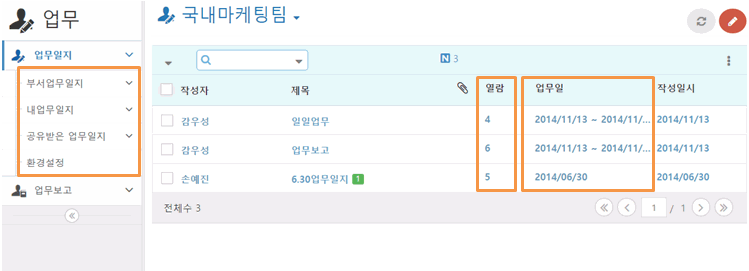 업무
업무일지
부서업무일지
내업무일지
공유받은 업무일지
환경설정
업무보고
국내마케팅팀
N 3
작성자 제목 열람 업무일 작성일시
김우성 일일업무 4 2014/11/13 ~ 2014/11/... 2014/11/13
김우성 업무보고 6 2014/11/13 ~ 2014/11/... 2014/11/13
손예진 6.30업무일지 1 5 2014/06/30 2014/06/30
전체수 3
1 / 1